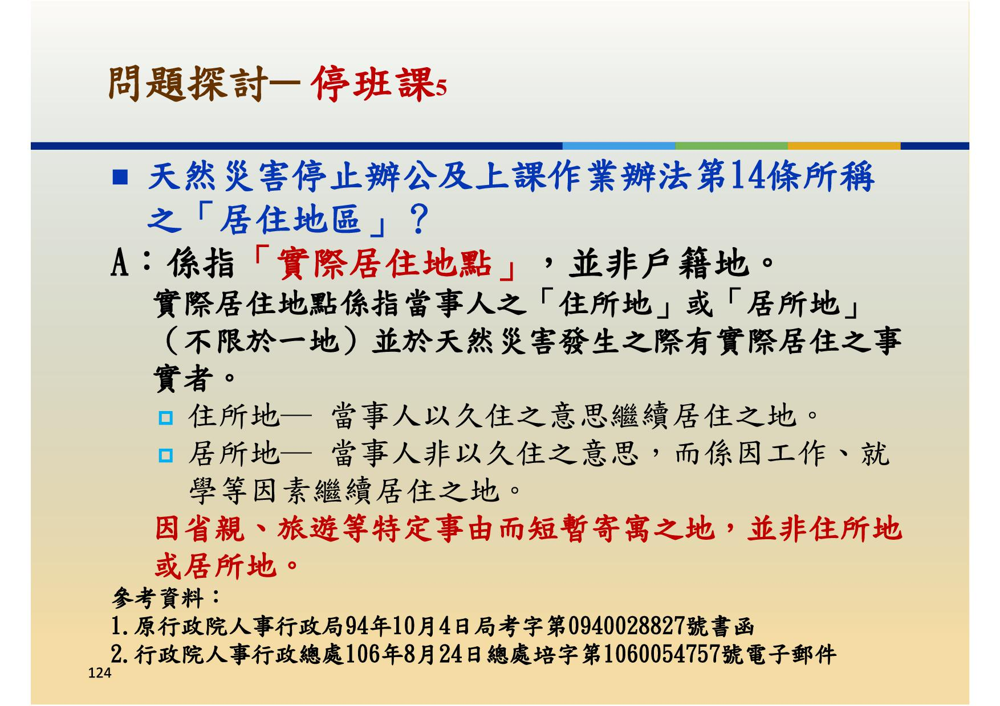 問題探討─ 停班課5
■ 天然災害停止辦公及上課作業辦法第14條所稱
之「居住地區」？
A：係指「實際居住地點」，並非戶籍地。
實際居住地點係指當事人之「住所地」或「居所地」
（不限於一地）並於天然災害發生之際有實際居住之事
實者。
住所地─ 當事人以久住之意思繼續居住之地。
居所地─ 當事人非以久住之意思，而係因工作、就
學等因素繼續居住之地。
因省親、旅遊等特定事由而短暫寄寓之地，並非住所地
或居所地。
參考資料：
1.原行政院人事行政局94年10月4日局考字第0940028827號書函
2.行政院人事行政總處106年8月24日總處培字第1060054757號電子郵件
124